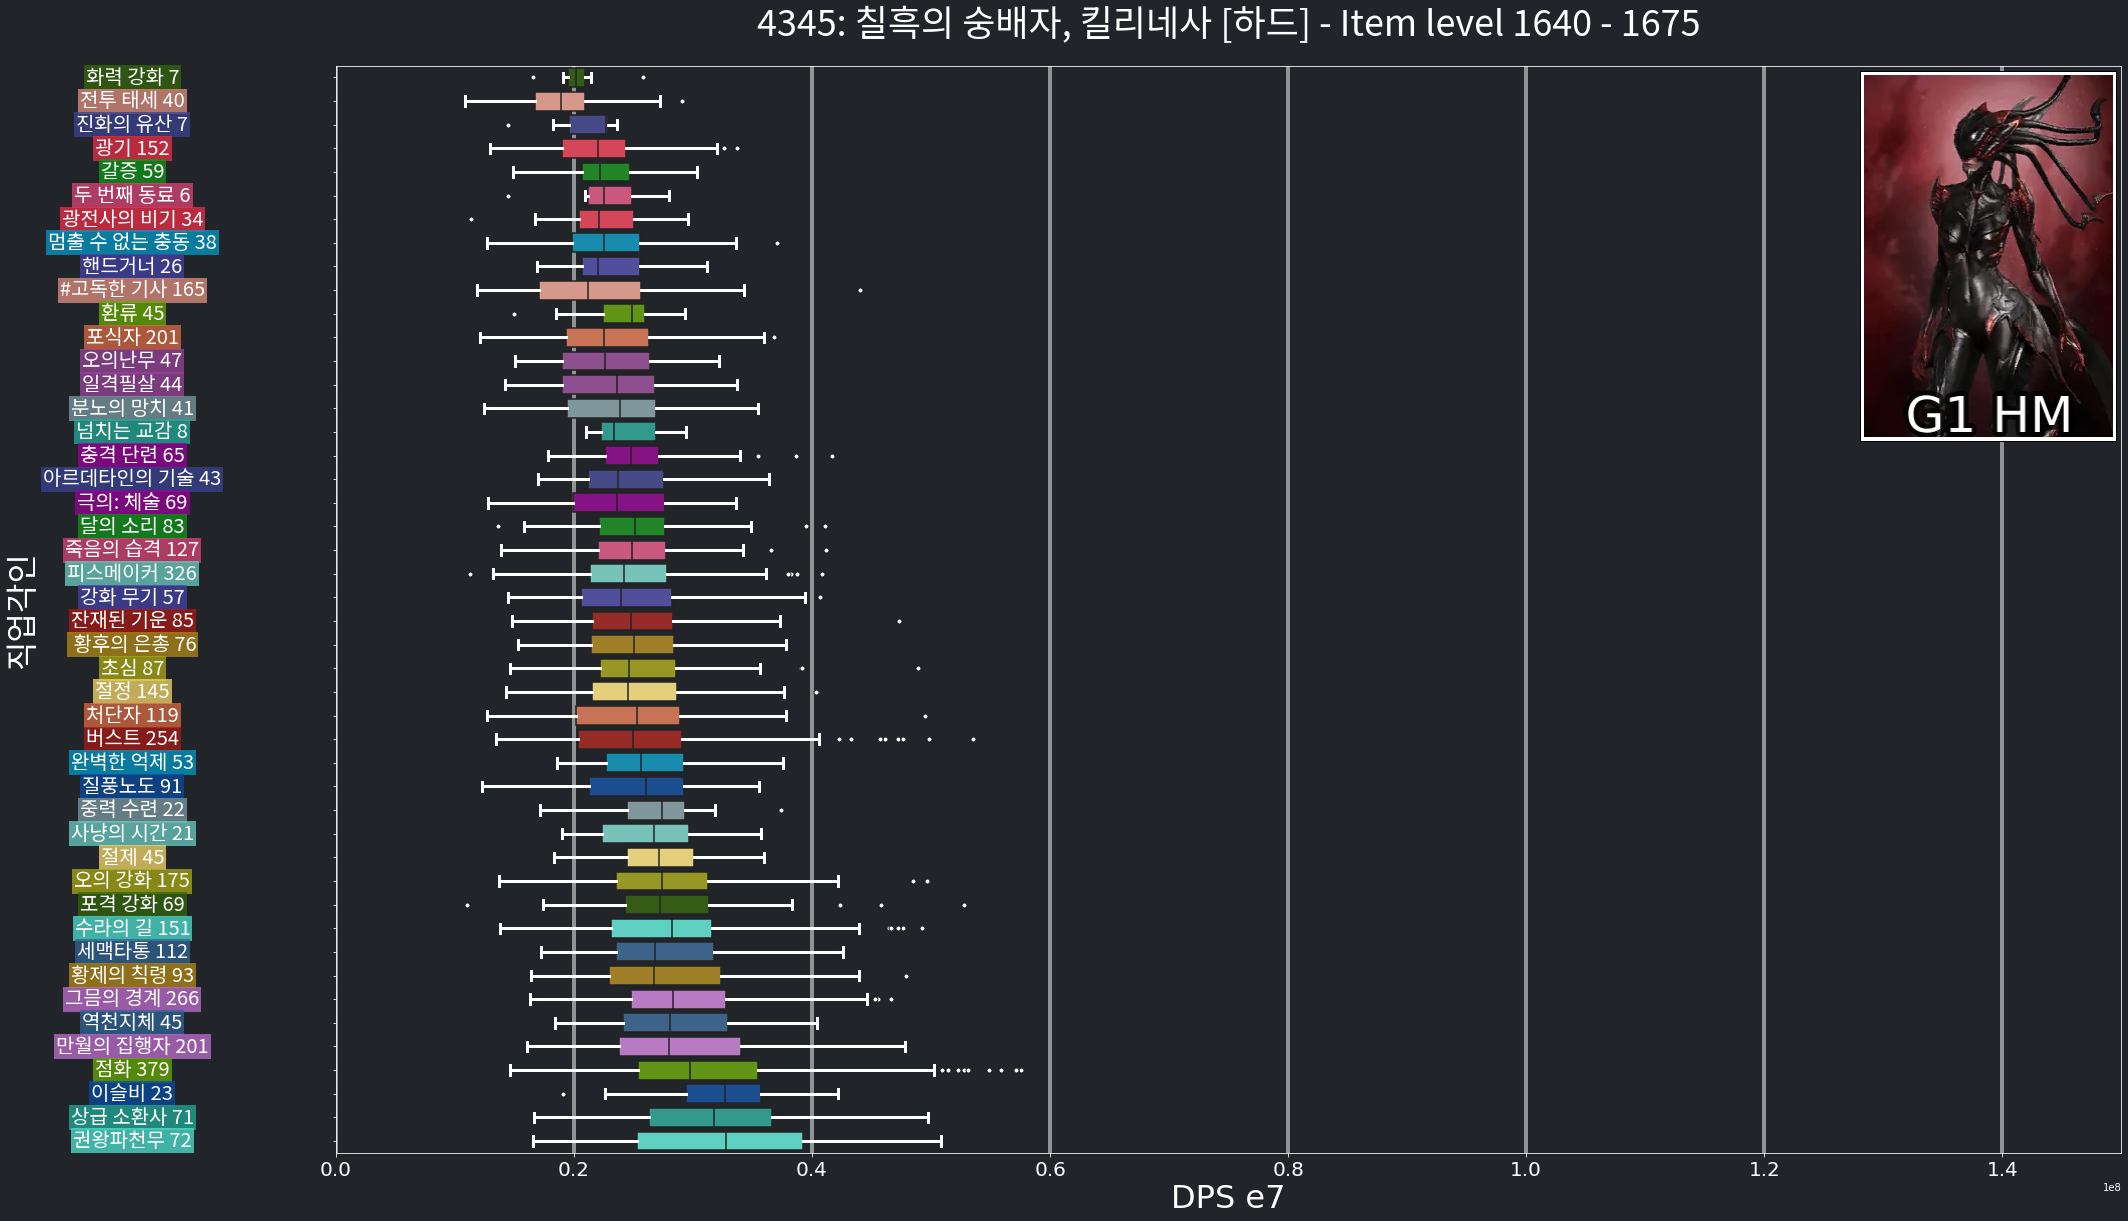 4345: 칠흑의 숭배자, 킬리네사 [하드] - Item level 1640 - 1675
화력 강화 7
전투 태세 40
진화의 유산 7
광기 152
갈증 59
두 번째 동료 6
광전사의 비기 34
멈출 수 없는 충동 38
핸드거너 26
#고독한 기사 165
환류 45
포식자 201
오의난무 47
일격필살 44
분노의 망치 41
넘치는 교감 8
충격 단련 65
아르데타인의 기술 43
극의: 체술 69
달의 소리 83
죽음의 습격 127
피스메이커 326
강화 무기 57
잔재된 기운 85
황후의 은총 76
초심 87
절정 145
처단자 119
버스트 254
완벽한 억제 53
질풍노도 91
중력 수련 22
사냥의 시간 21
절제 45
오의 강화 175
포격 강화 69
수라의 길 151
세맥타통 112
황제의 칙령 93
그믐의 경계 266
역천지체 45
만월의 집행자 201
점화 379
이슬비 23
상급 소환사 71
권왕파천무 72
직업각인
G1 HM
0.0 0.2 0.4 0.6 0.8 1.0 1.2 1.4
1e8
DPS e7